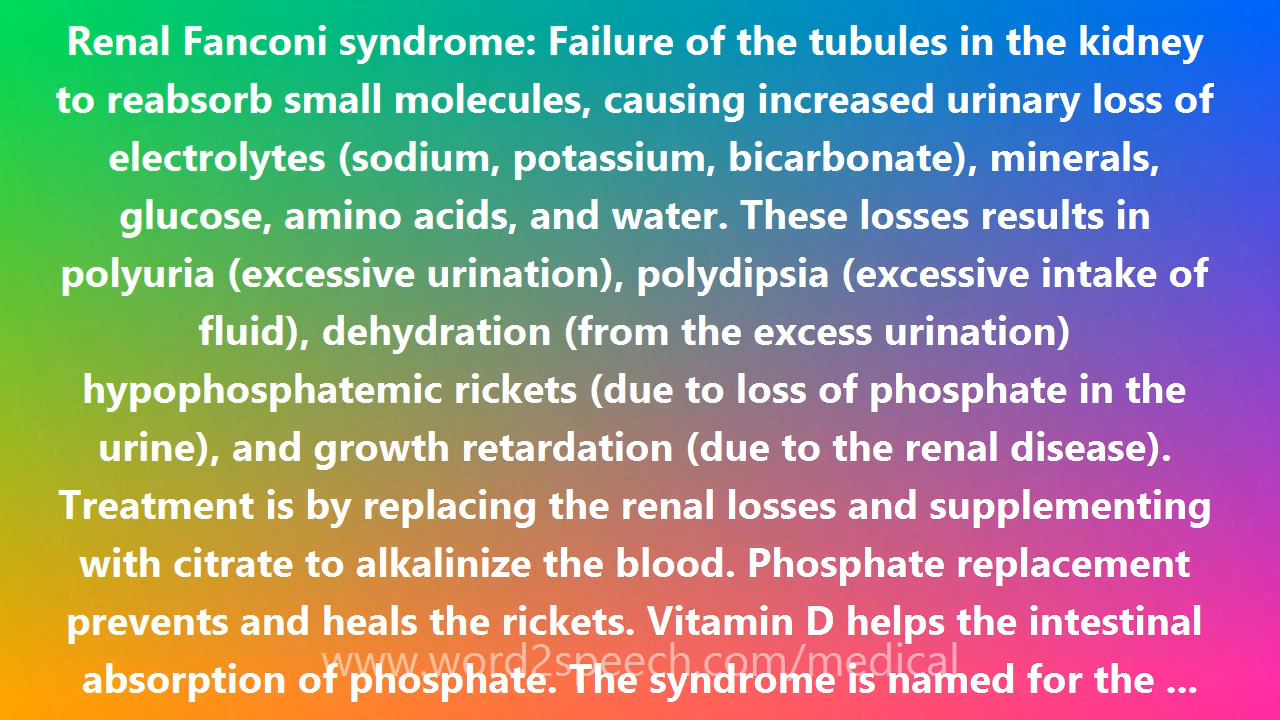 Renal Fanconi syndrome: Failure of the tubules in the kidney
to reabsorb small molecules, causing increased urinary loss of
electrolytes (sodium, potassium, bicarbonate), minerals,
glucose, amino acids, and water. These losses results in
polyuria (excessive urination), polydipsia (excessive intake of
fluid), dehydration (from the excess urination)
hypophosphatemic rickets (due to loss of phosphate in the
urine), and growth retardation (due to the renal disease).
Treatment is by replacing the renal losses and supplementing
with citrate to alkalinize the blood. Phosphate replacement
prevents and heals the rickets. Vitamin D helps the intestinal
www.word2speech.com/medical
absorption of phosphate. The syndrome is named for the ...